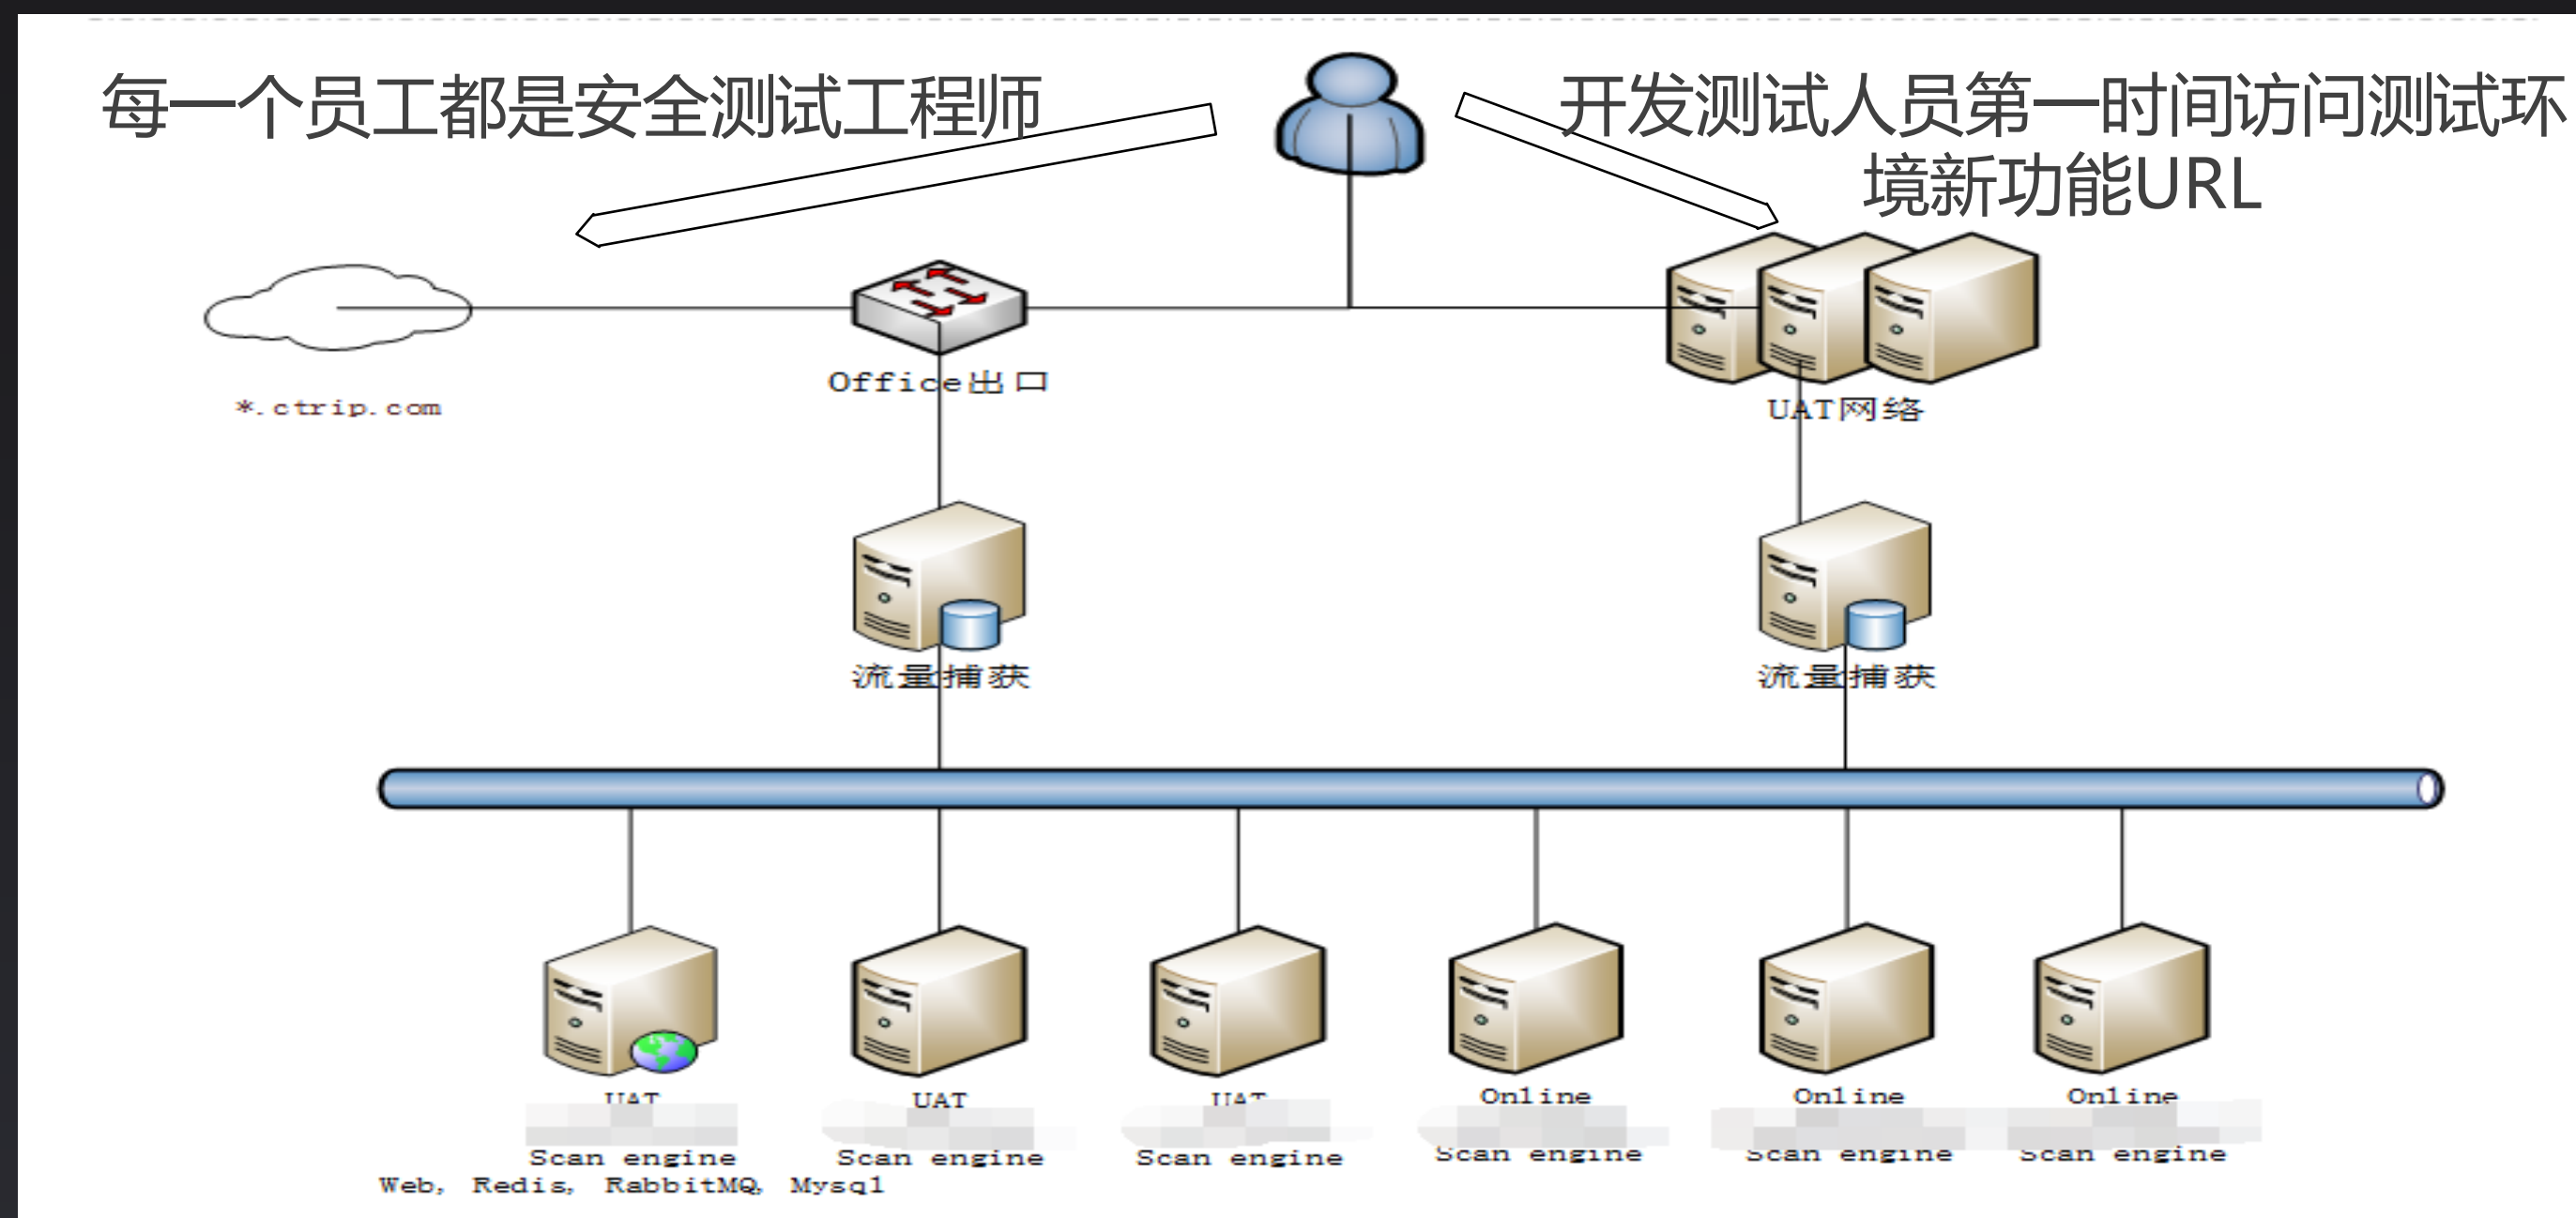 每一个员工都是安全测试工程师
开发测试人员第一时间访问测试环
境新功能URL
Office出口
*.ctrip.com
UAT网络
流量捕获
流量捕获
UAT
UAT
UAT
Online
Online
Online
Scan engine
Scan engine
Scan engine
Scan engine
Scan engine
Scan engine
Web, Redis, RabbitMQ, Mysql